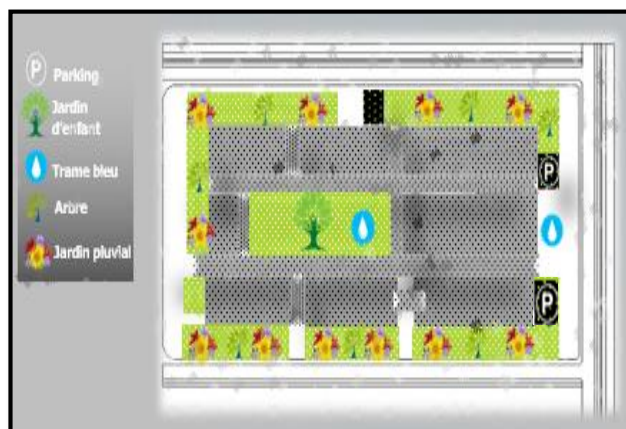 P Parking
Jardin
d'enfant
Trame bleu
Arbre
Jardin pluvial
P
P